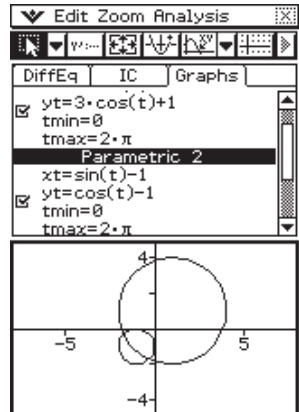 Edit Zoom Analysis
DiffEq IC Graphs
yt=3·cos(t)+1
tmin=0
tmax=2·π
Parametric 2
xt=sin(t)-1
yt=cos(t)-1
tmin=0
tmax=2·π
4
-5 5
-4